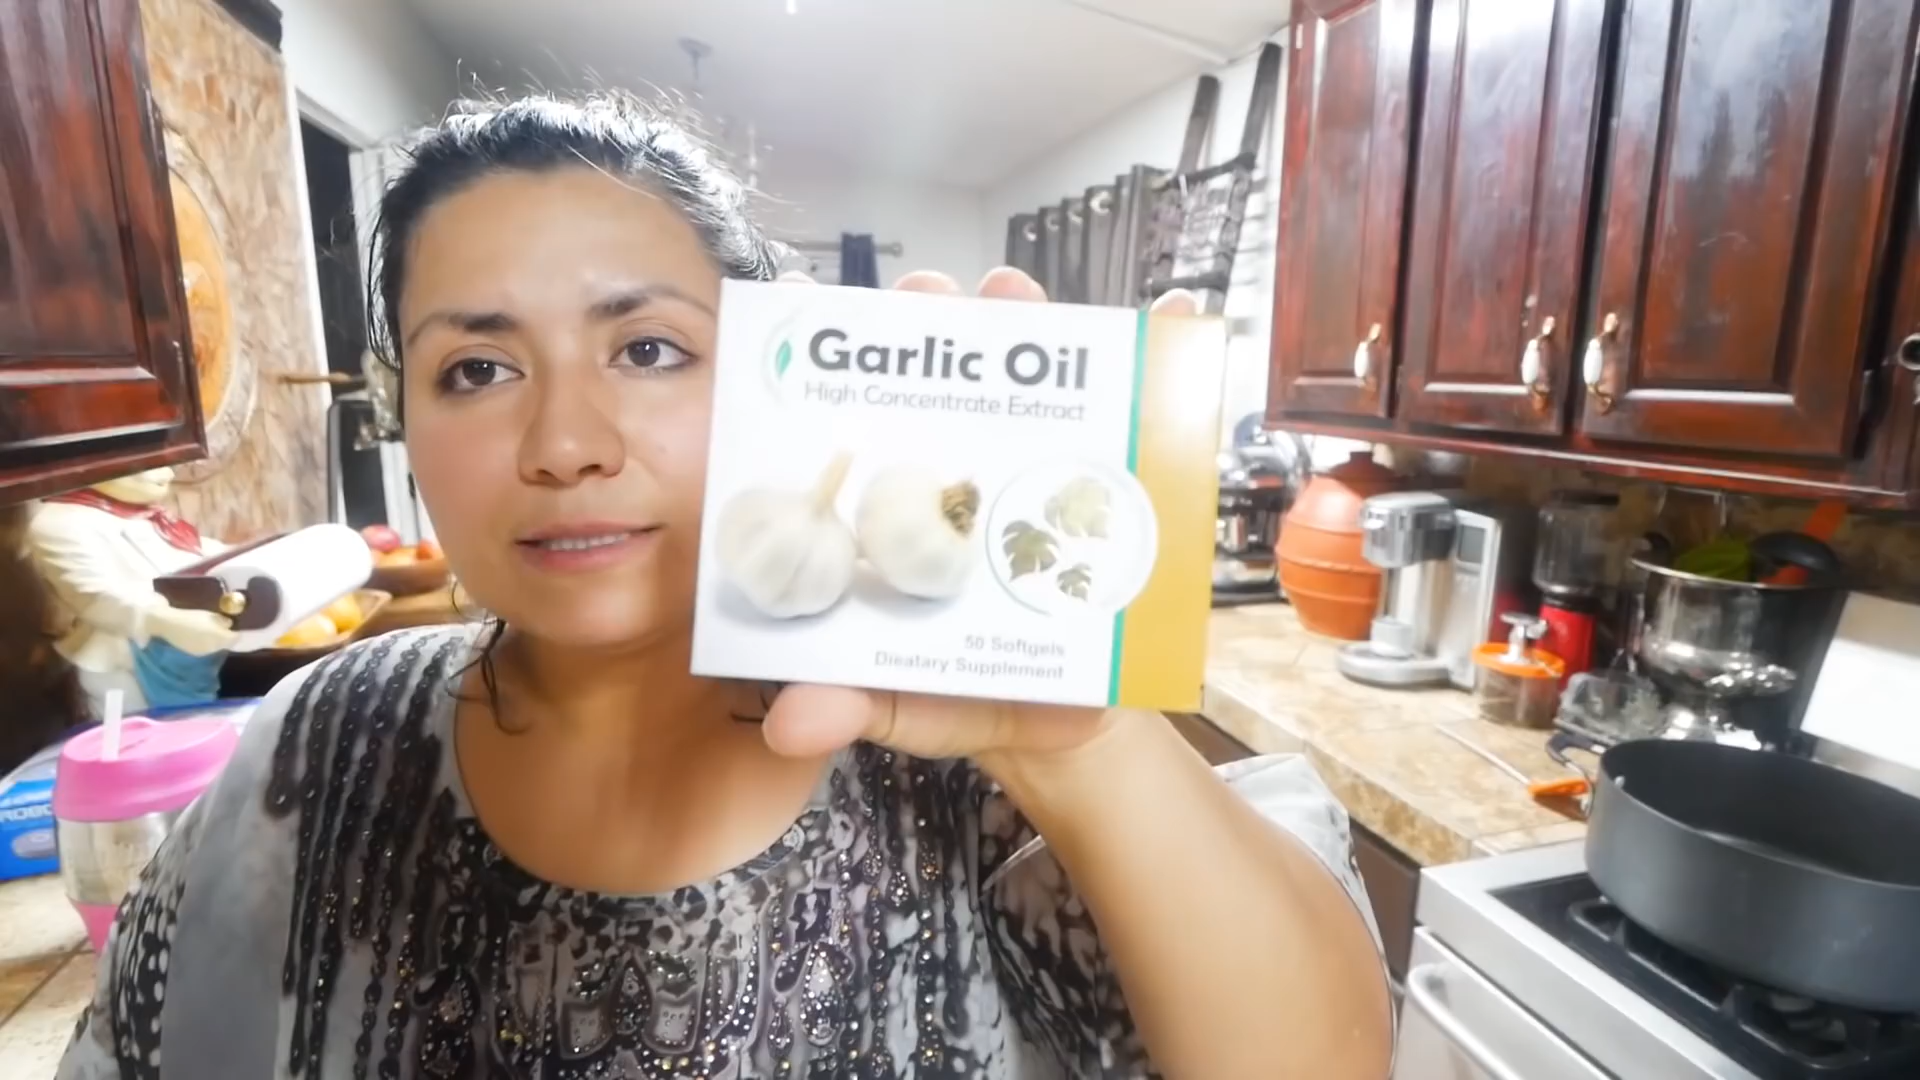 Garlic Oil
High Concentrate Extract
50 Softgels
Dieatary Supplement